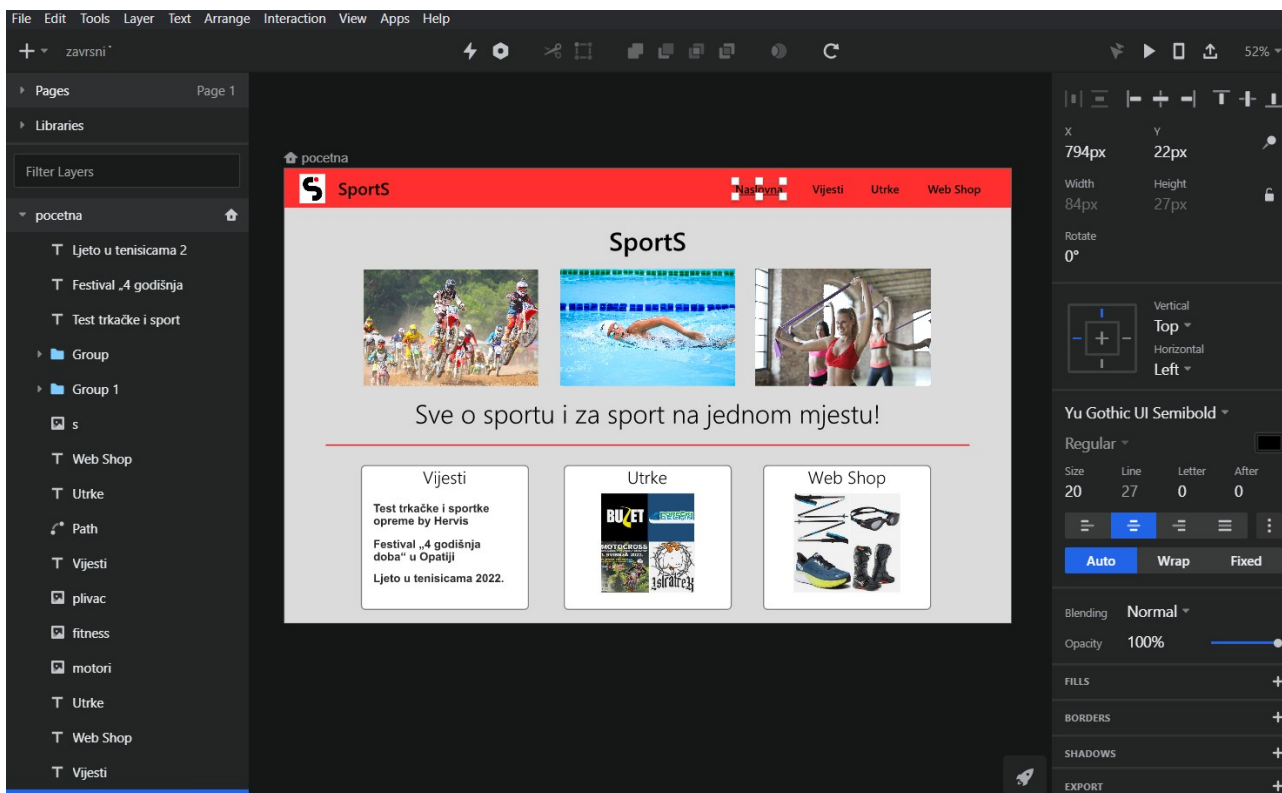 File Edit Tools Layer Text Arrange Interaction View Apps Help
zavrsni*
52%
Pages Page 1
Libraries
Filter Layers
pocetna
Ljeto u tenisicama 2
Festival „4 godišnja
Test trkačke i sport
Group
Group 1
s
Web Shop
Utrke
Path
Vijesti
plivac
fitness
motori
Utrke
Web Shop
Vijesti
pocetna
SportS
Naslovna Vijesti Utrke Web Shop
SportS
Sve o sportu i za sport na jednom mjestu!
Vijesti
Test trkačke i sportke
opreme by Hervis
Festival „4 godišnja
doba“ u Opatiji
Ljeto u tenisicama 2022.
Utrke
BUZET
MOTOCROSS
Web Shop
X Y
794px 22px
Width Height
84px 27px
Rotate
0°
Vertical
Top
Horizontal
Left
Yu Gothic UI Semibold
Regular
Size Line Letter After
20 27 0 0
Auto Wrap Fixed
Blending Normal
Opacity 100%
FILLS
BORDERS
SHADOWS
EXPORT